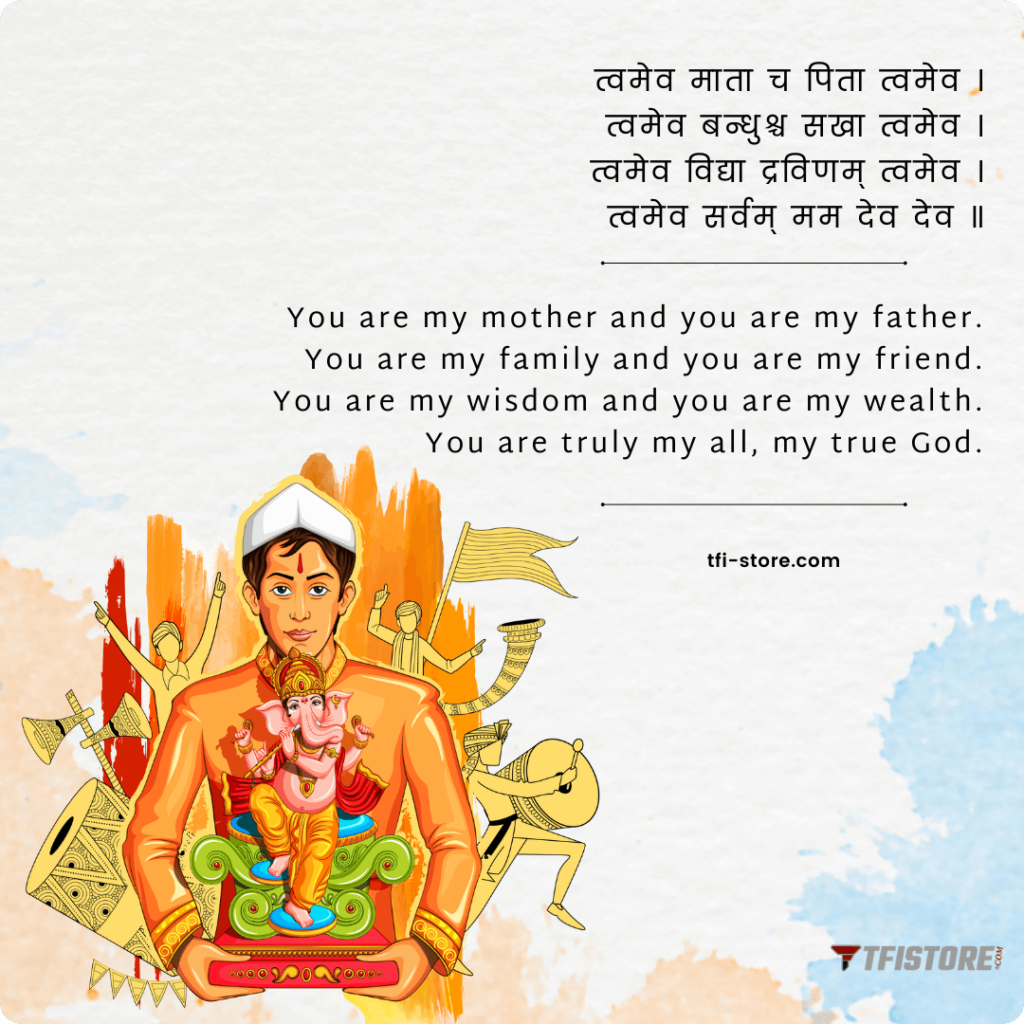 त्वमेव माता च पिता त्वमेव ।
त्वमेव बन्धुश्च सखा त्वमेव ।
त्वमेव विद्या द्रविणम् त्वमेव ।
त्वमेव सर्वम् मम देव देव ॥
You are my mother and you are my father.
You are my family and you are my friend.
You are my wisdom and you are my wealth.
You are truly my all, my true God.
tfi-store.com
TFISTORE.COM